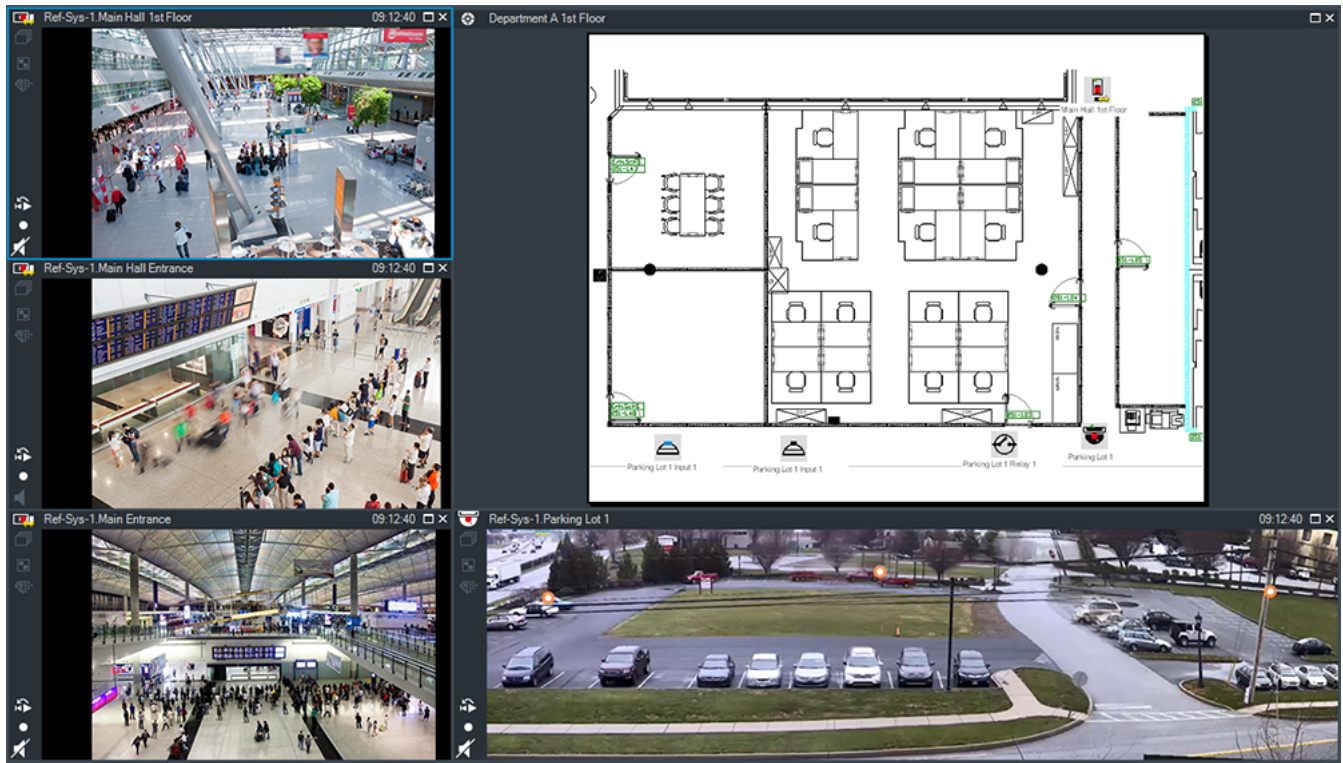 Ref-Sys-1.Main Hall 1st Floor 09:12:40
Department A 1st Floor
Main Hall 1st Floor
Ref-Sys-1.Main Hall Entrance 09:12:40
Parking Lot 1 Input 1
Parking Lot 1 Input 1
Parking Lot 1 Relay 1
Parking Lot 1
Ref-Sys-1.Main Entrance 09:12:40
Ref-Sys-1.Parking Lot 1 09:12:40